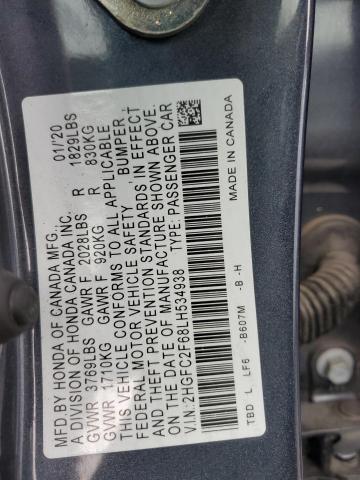 MFD.BY HONDA OF CANADA MFG. 01/'20
A DIVISION OF HONDA CANADA INC.
GVWR 3769LBS GAWR F 2028LBS R 1829LBS
GVWR 1710KG GAWR F 920KG R 830KG
THIS VEHICLE CONFORMS TO ALL APPLICABLE
FEDERAL MOTOR VEHICLE SAFETY, BUMPER,
THEFT PREVENTION STANDARDS IN EFFECT
ON THE DATE OF MANUFACTURE SHOWN ABOVE.
V.I.N: 2HGFC2F68LH534938 TYPE: PASSENGER CAR
TBD L LF6 -B607M -B -H MADE IN CANADA